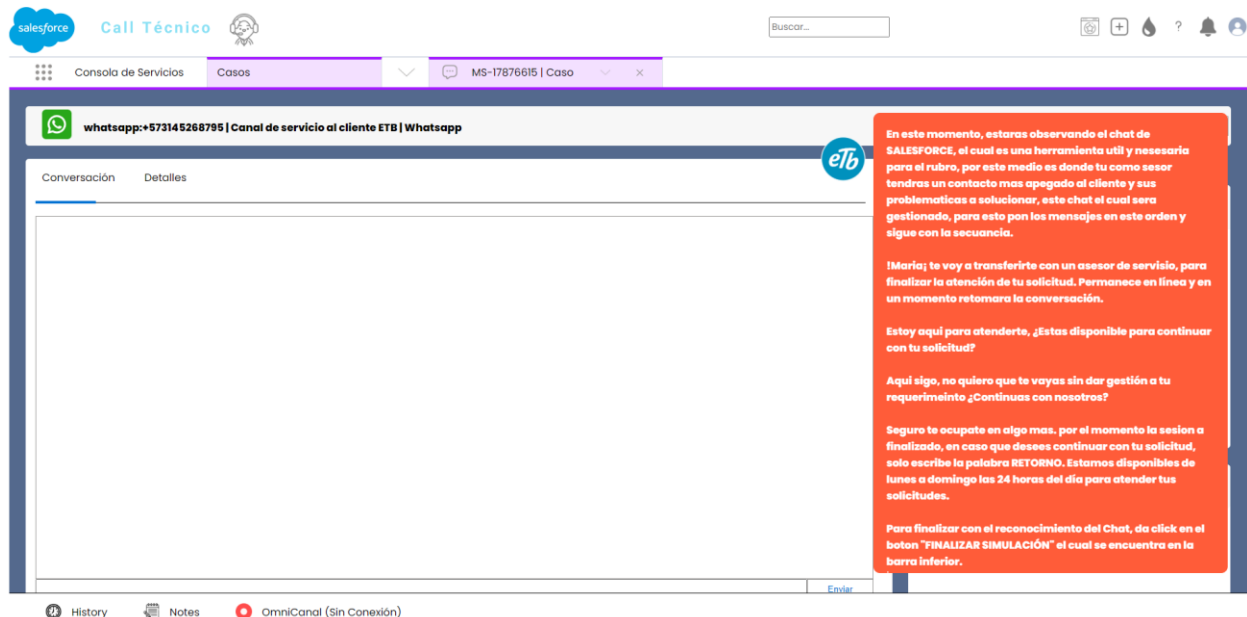 salesforce
Call Técnico
Buscar...
?
Consola de Servicios
Casos
MS-17876615 | Caso
x
whatsapp:+573145268795 | Canal de servicio al cliente ETB | Whatsapp
eTb
Conversación
Detalles
En este momento, estaras observando el chat de
SALESFORCE, el cual es una herramienta util y nesesaria
para el rubro, por este medio es donde tu como sesor
tendras un contacto mas apegado al cliente y sus
problematicas a solucionar, este chat el cual sera
gestionado, para esto pon los mensajes en este orden y
sigue con la secuancia.
!Maria¡ te voy a transferirte con un asesor de servisio, para
finalizar la atención de tu solicitud. Permanece en línea y en
un momento retomara la conversación.
Estoy aqui para atenderte, ¿Estas disponible para continuar
con tu solicitud?
Aqui sigo, no quiero que te vayas sin dar gestión a tu
requerimeinto ¿Continuas con nosotros?
Seguro te ocupate en algo mas. por el momento la sesion a
finalizado, en caso que desees continuar con tu solicitud,
solo escribe la palabra RETORNO. Estamos disponibles de
lunes a domingo las 24 horas del día para atender tus
solicitudes.
Para finalizar con el reconocimiento del Chat, da click en el
boton "FINALIZAR SIMULACIÓN" el cual se encuentra en la
barra inferior.
Enviar
History
Notes
OmniCanal (Sin Conexión)